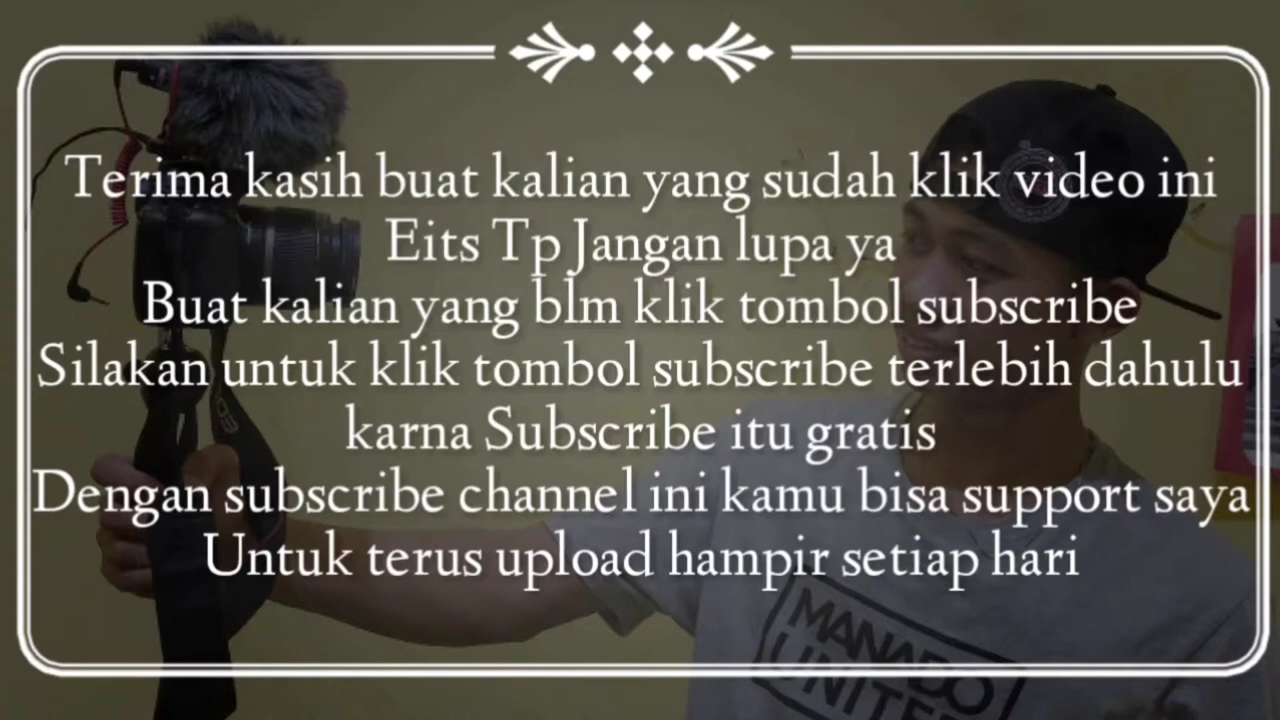 Terima kasih buat kalian yang sudah klik video ini
Eits Tp Jangan lupa ya
Buat kalian yang blm klik tombol subscribe
Silakan untuk klik tombol subscribe terlebih dahulu
karna Subscribe itu gratis
Dengan subscribe channel ini kamu bisa support saya
Untuk terus upload hampir setiap hari
MANADO
UNITED